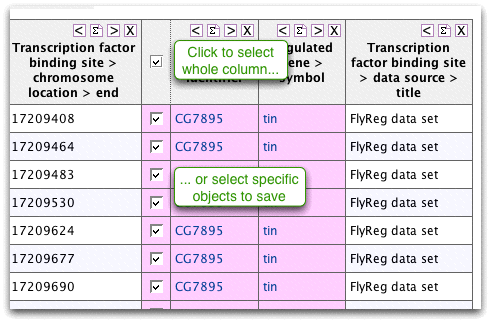 < Σ > X < Σ > X < Σ > X < Σ > X
Transcription factor
binding site >
chromosome
location > end
Click to select
whole column...
identifier
gulated
ene >
symbol
Transcription
factor binding site
> data source >
title
17209408 CG7895 tin FlyReg data set
17209464 CG7895 tin FlyReg data set
17209483 FlyReg data set
... or select specific
objects to save
17209530 FlyReg data set
17209624 CG7895 tin FlyReg data set
17209677 CG7895 tin FlyReg data set
17209690 CG7895 tin FlyReg data set